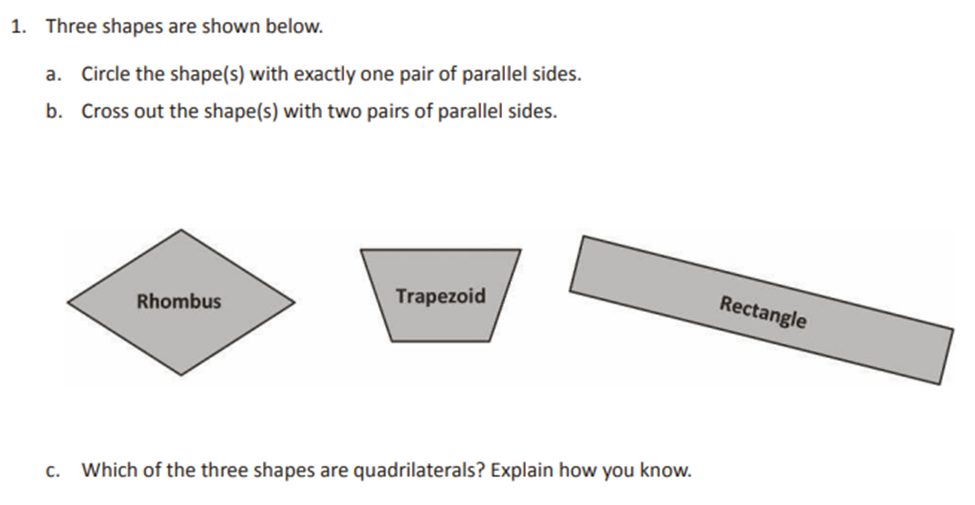 1. Three shapes are shown below.
a. Circle the shape(s) with exactly one pair of parallel sides.
b. Cross out the shape(s) with two pairs of parallel sides.
Rhombus
Trapezoid
Rectangle
c. Which of the three shapes are quadrilaterals? Explain how you know.